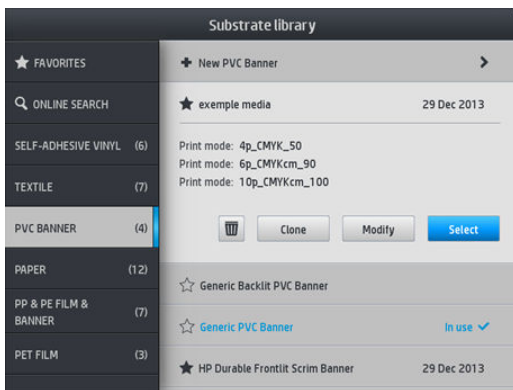 Substrate library
FAVORITES
ONLINE SEARCH
SELF-ADHESIVE VINYL (6)
TEXTILE (7)
PVC BANNER (4)
PAPER (12)
PP & PE FILM &
BANNER (7)
PET FILM (3)
New PVC Banner
exemple media 29 Dec 2013
Print mode: 4p_CMYK_50
Print mode: 6p_CMYKcm_90
Print mode: 10p_CMYKcm_100
Clone Modify Select
Generic Backlit PVC Banner
Generic PVC Banner In use
HP Durable Frontlit Scrim Banner 29 Dec 2013